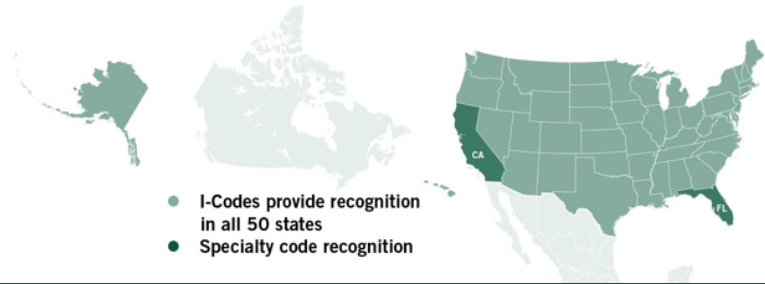 CA
FL
I-Codes provide recognition
in all 50 states
Specialty code recognition